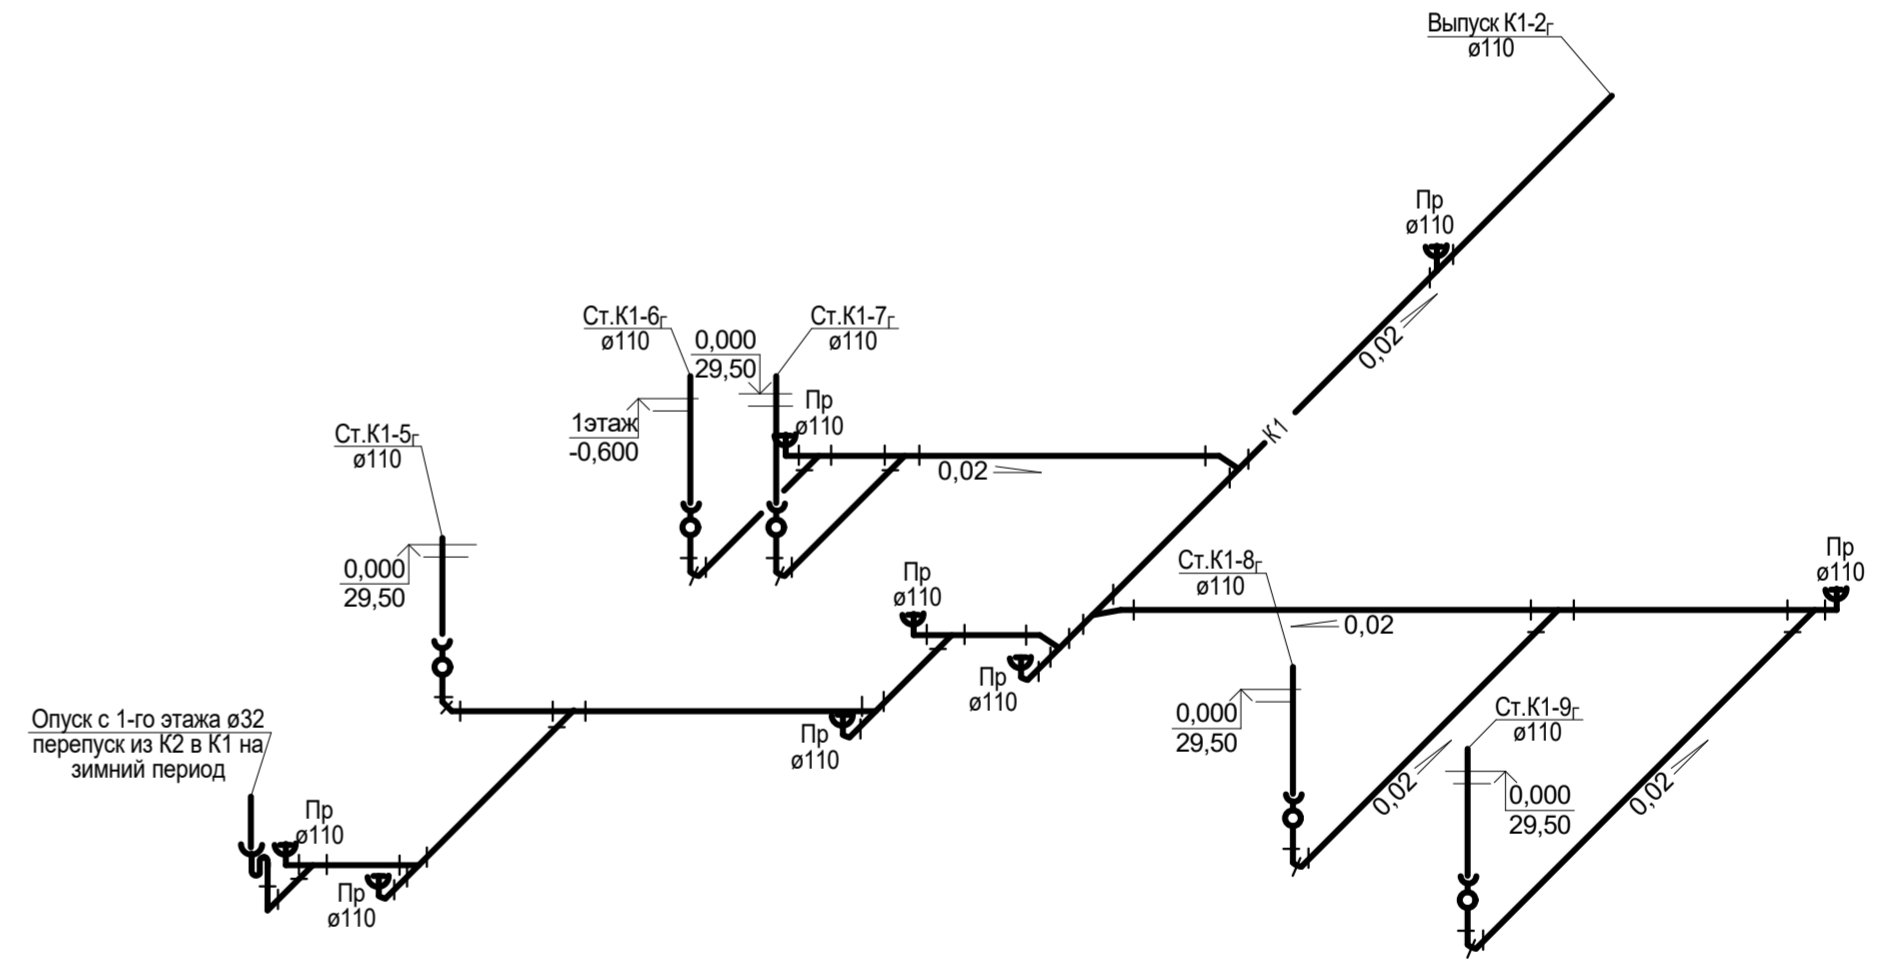 Выпуск К1-2г
ø110
Пр
ø110
0,02
К1
Ст.К1-6г
ø110
0,000
29,50
Ст.К1-7г
ø110
1этаж
-0,600
Пр
ø110
0,02
Ст.К1-5г
ø110
0,000
29,50
Пр
ø110
Пр
ø110
Ст.К1-8г
ø110
0,02
Пр
ø110
0,000
29,50
0,02
Ст.К1-9г
ø110
0,000
29,50
0,02
Пр
ø110
Опуск с 1-го этажа ø32
перепуск из К2 в К1 на
зимний период
Пр
ø110
Пр
ø110